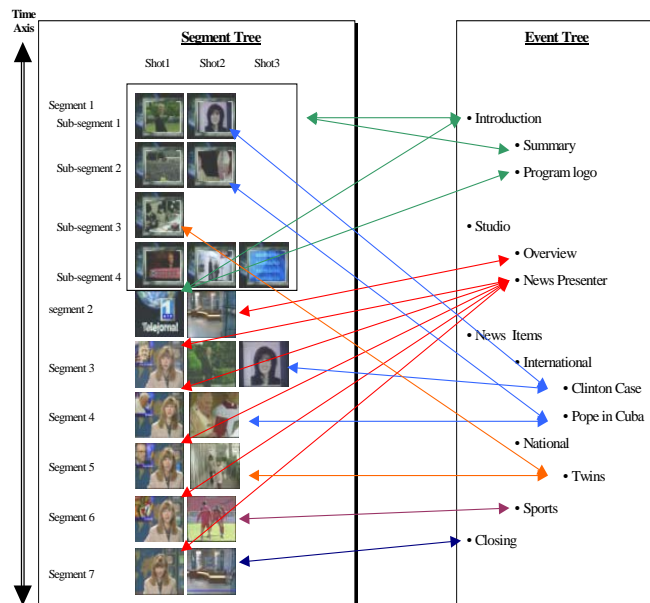 Time
Axis
Segment Tree
Shot1 Shot2 Shot3
Segment 1
Sub-segment 1
Sub-segment 2
Sub-segment 3
Sub-segment 4
segment 2
Telejornal
1
Segment 3
Segment 4
Segment 5
Segment 6
Segment 7
Event Tree
• Introduction
• Summary
• Program logo
• Studio
• Overview
• News Presenter
• News Items
• International
• Clinton Case
• Pope in Cuba
• National
• Twins
• Sports
• Closing